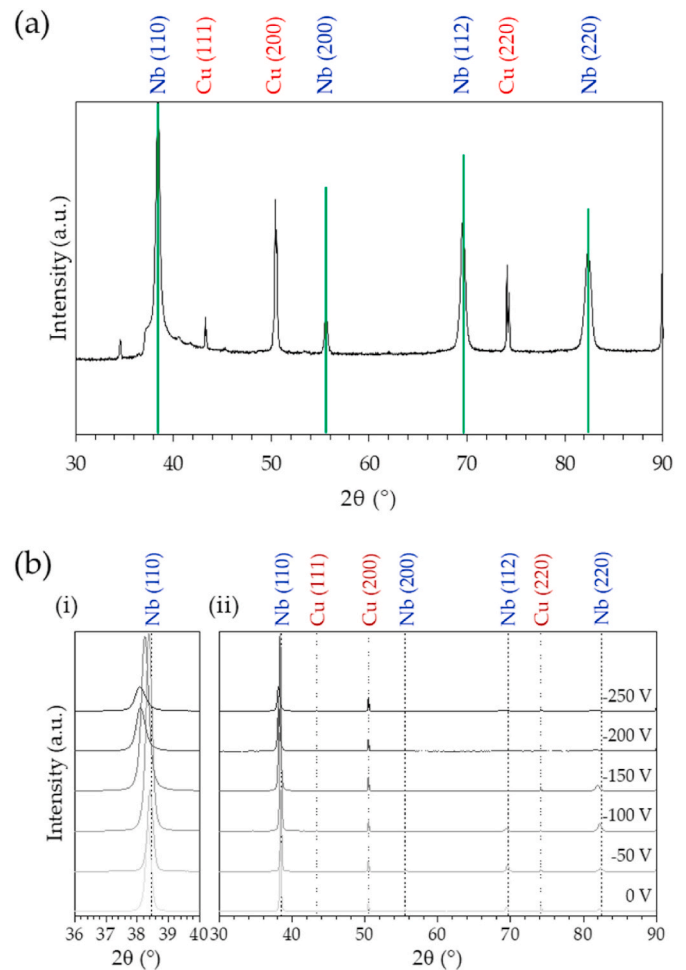 (a)
Nb (110)
Cu (111)
Cu (200)
Nb (200)
Nb (112)
Cu (220)
Nb (220)
Intensity (a.u.)
30 40 50 60 70 80 90
2θ (°)
(b)
(i)
Nb (110)
(ii)
Nb (110)
Cu (111)
Cu (200)
Nb (200)
Nb (112)
Cu (220)
Nb (220)
Intensity (a.u.)
-250 V
-200 V
-150 V
-100 V
-50 V
0 V
36 37 38 39 40
30 40 50 60 70 80 90
2θ (°)
2θ (°)